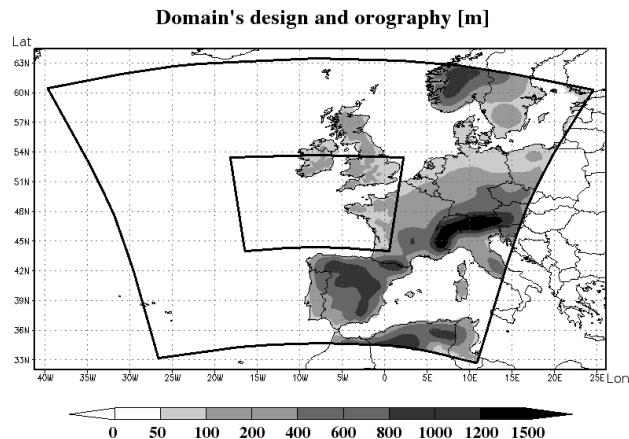 Domain's design and orography [m]
Lat
63N
60N
57N
54N
51N
48N
45N
42N
39N
36N
33N
40W 35W 30W 25W 20W 15W 10W 5W 0 5E 10E 15E 20E 25E Lon
0 50 100 200 400 600 800 1000 1200 1500